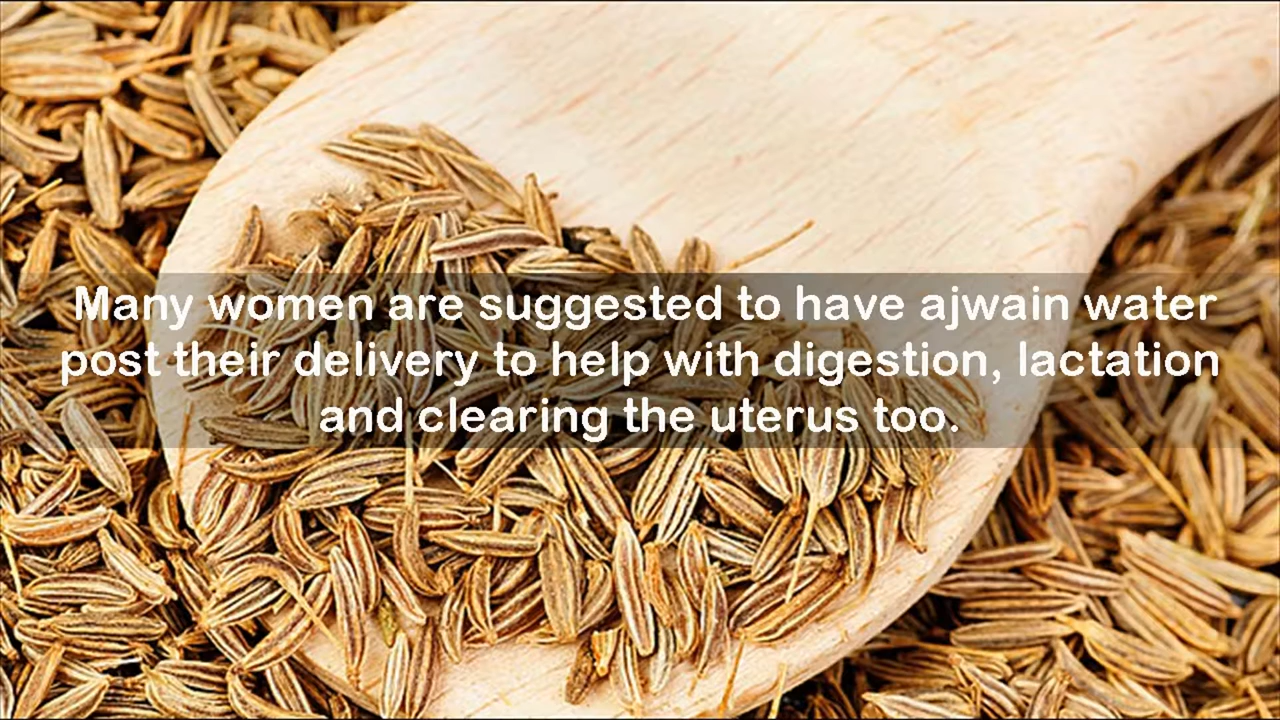 Many women are suggested to have ajwain water
post their delivery to help with digestion, lactation
and clearing the uterus too.